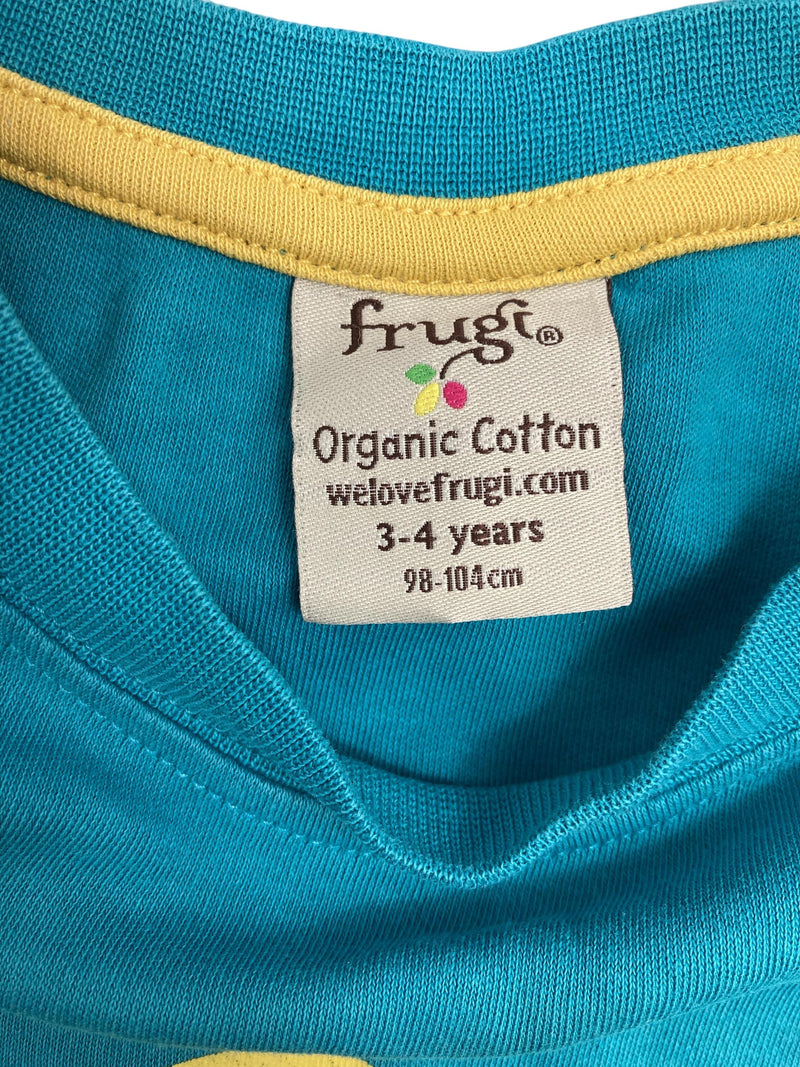 frugi®
Organic Cotton
welovefrugi.com
3-4 years
98-104cm